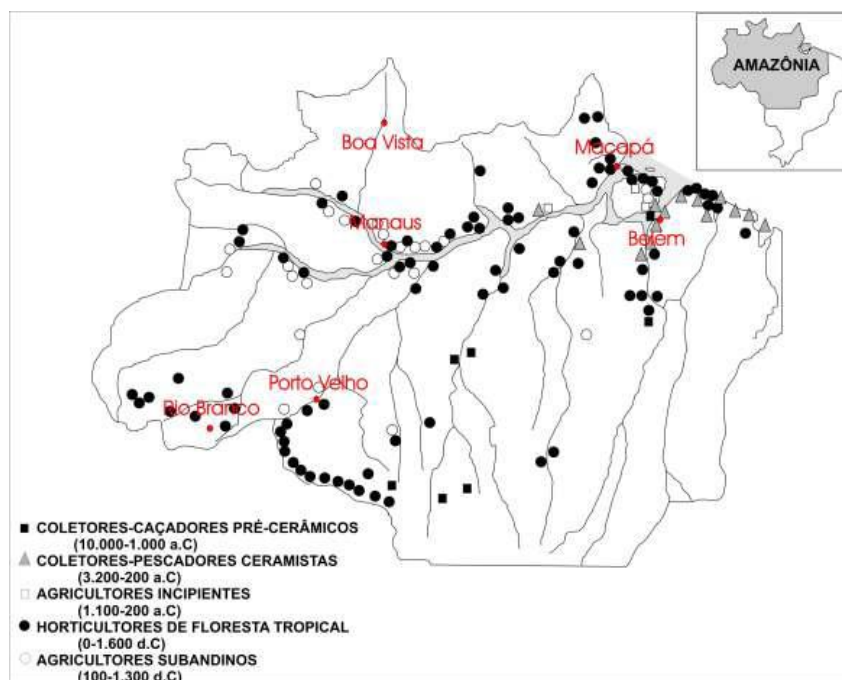 AMAZÔNIA
Boa Vista
Macapá
Manaus
Belém
Porto Velho
Rio Branco
COLETORES-CAÇADORES PRÉ-CERÂMICOS
(10.000-1.000 a.C)
COLETORES-PESCADORES CERAMISTAS
(3.200-200 a.C)
AGRICULTORES INCIPIENTES
(1.100-200 a.C)
HORTICULTORES DE FLORESTA TROPICAL
(0-1.600 d.C)
AGRICULTORES SUBANDINOS
(100-1.300 d.C)